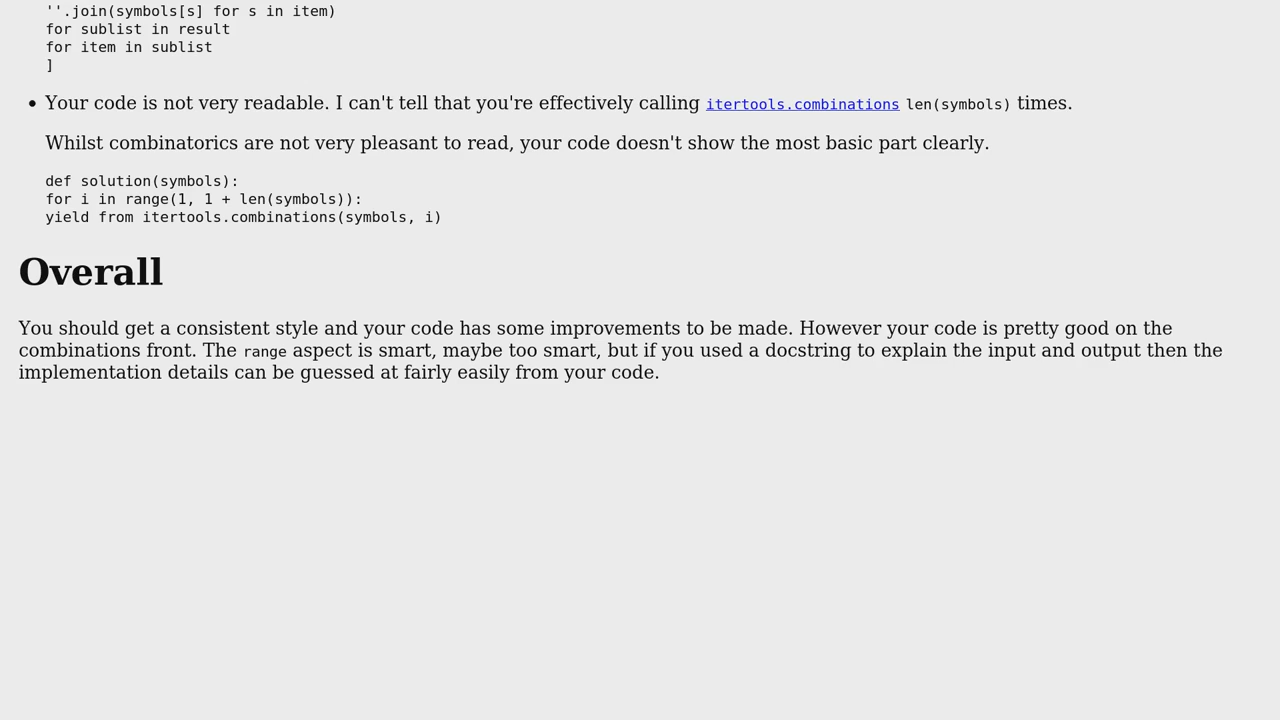 ''.join(symbols[s] for s in item)
for sublist in result
for item in sublist
]
• Your code is not very readable. I can't tell that you're effectively calling itertools.combinations len(symbols) times.
Whilst combinatorics are not very pleasant to read, your code doesn't show the most basic part clearly.
def solution(symbols):
for i in range(1, 1 + len(symbols)):
yield from itertools.combinations(symbols, i)
Overall
You should get a consistent style and your code has some improvements to be made. However your code is pretty good on the
combinations front. The range aspect is smart, maybe too smart, but if you used a docstring to explain the input and output then the
implementation details can be guessed at fairly easily from your code.